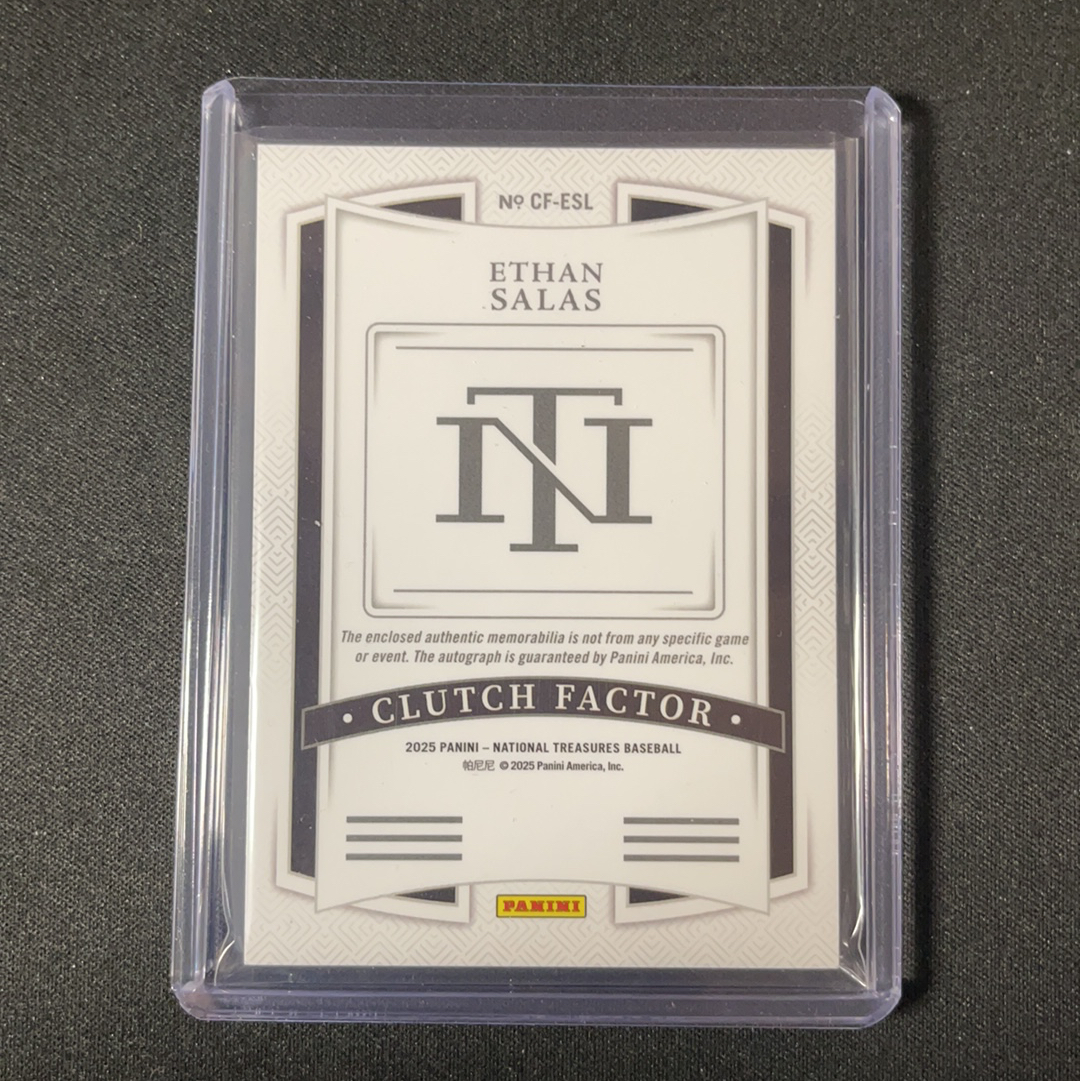 Nº CF-ESL
ETHAN
SALAS
NT
The enclosed authentic memorabilia is not from any specific game
or event. The autograph is guaranteed by Panini America, Inc.
• CLUTCH FACTOR •
2025 PANINI – NATIONAL TREASURES BASEBALL
帕尼尼 © 2025 Panini America, Inc.
PANINI